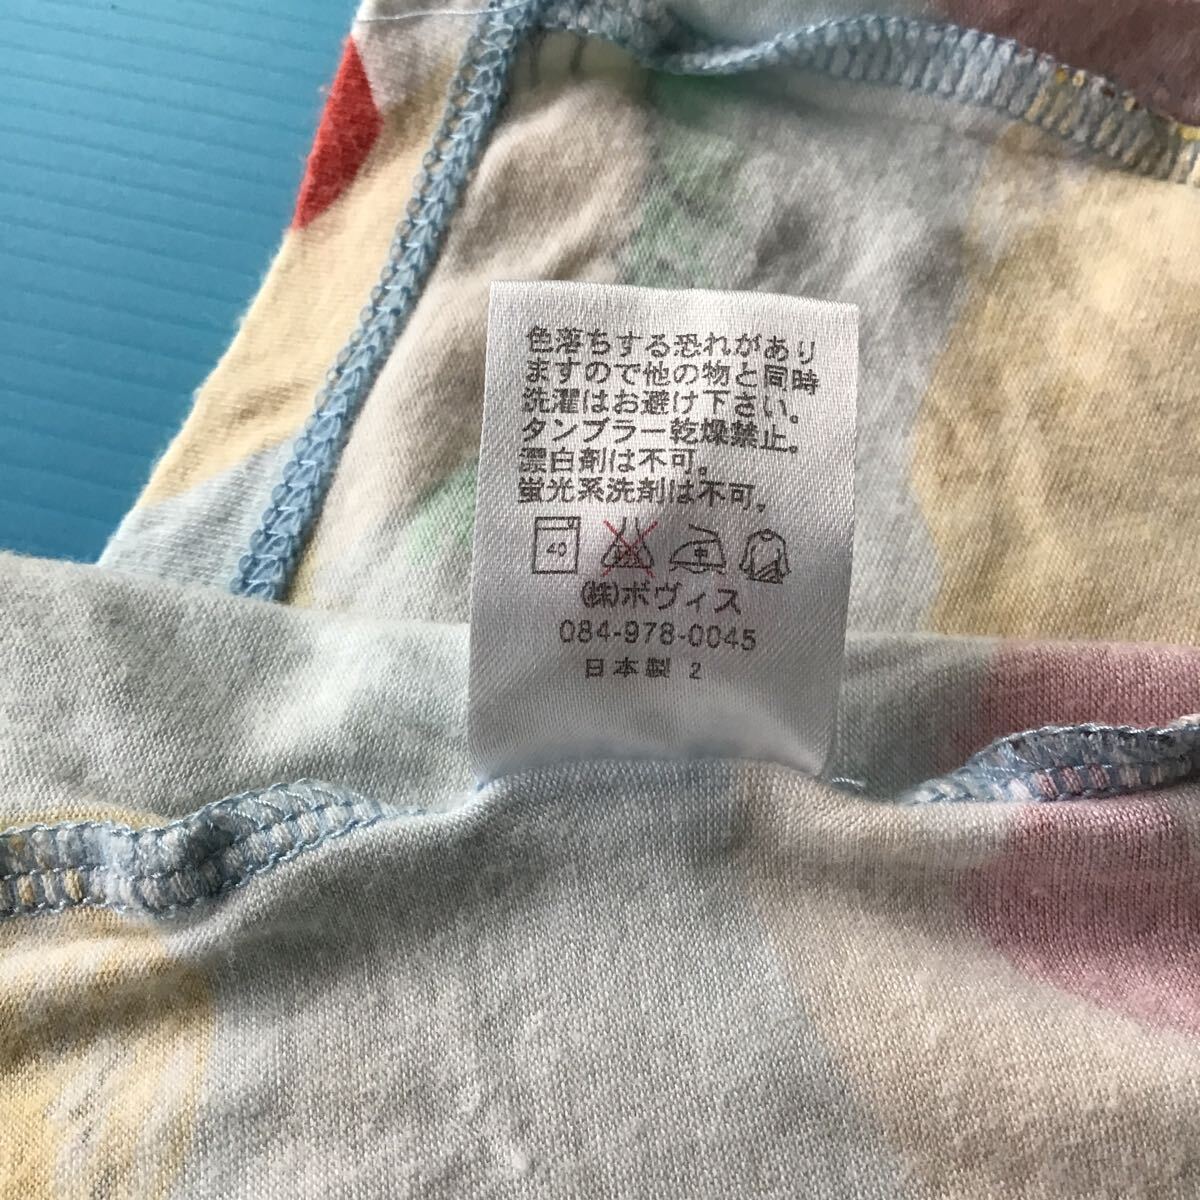 色落ちする恐れがあり
ますので他の物と同時
洗濯はお避け下さい。
タンブラー乾燥禁止。
漂白剤は不可。
蛍光系洗剤は不可。
40 中
(株)ボヴィス
084-978-0045
日本製 2